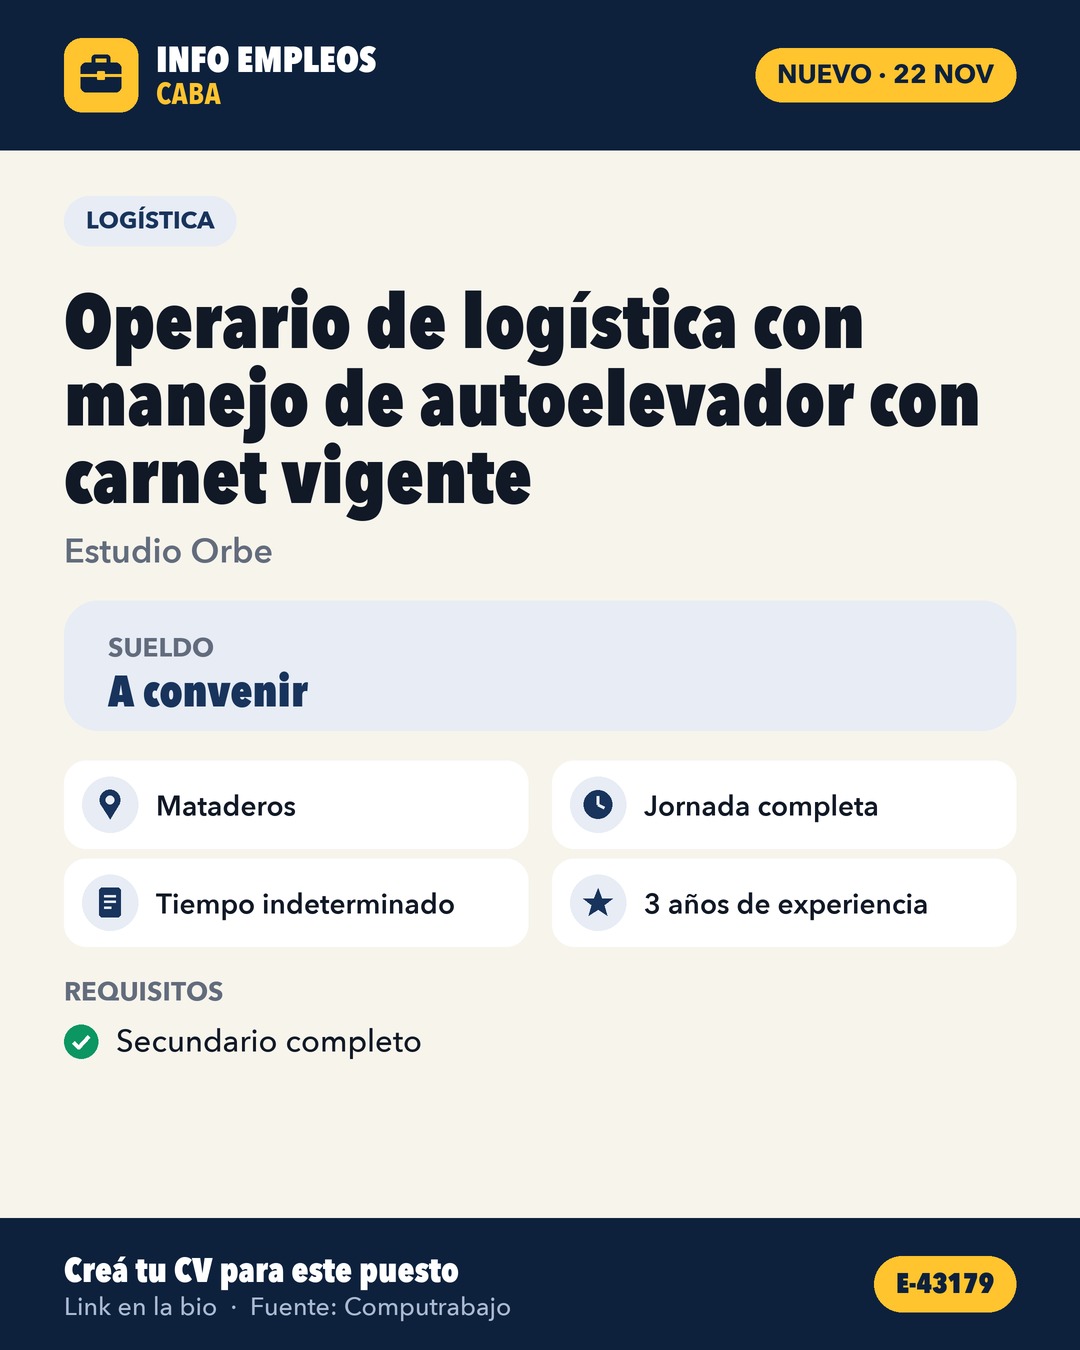 INFO EMPLEOS
CABA
NUEVO · 22 NOV
LOGÍSTICA
Operario de logística con
manejo de autoelevador con
carnet vigente
Estudio Orbe
SUELDO
A convenir
Mataderos
Jornada completa
Tiempo indeterminado
3 años de experiencia
REQUISITOS
Secundario completo
Creá tu CV para este puesto
Link en la bio · Fuente: Computrabajo
E-43179